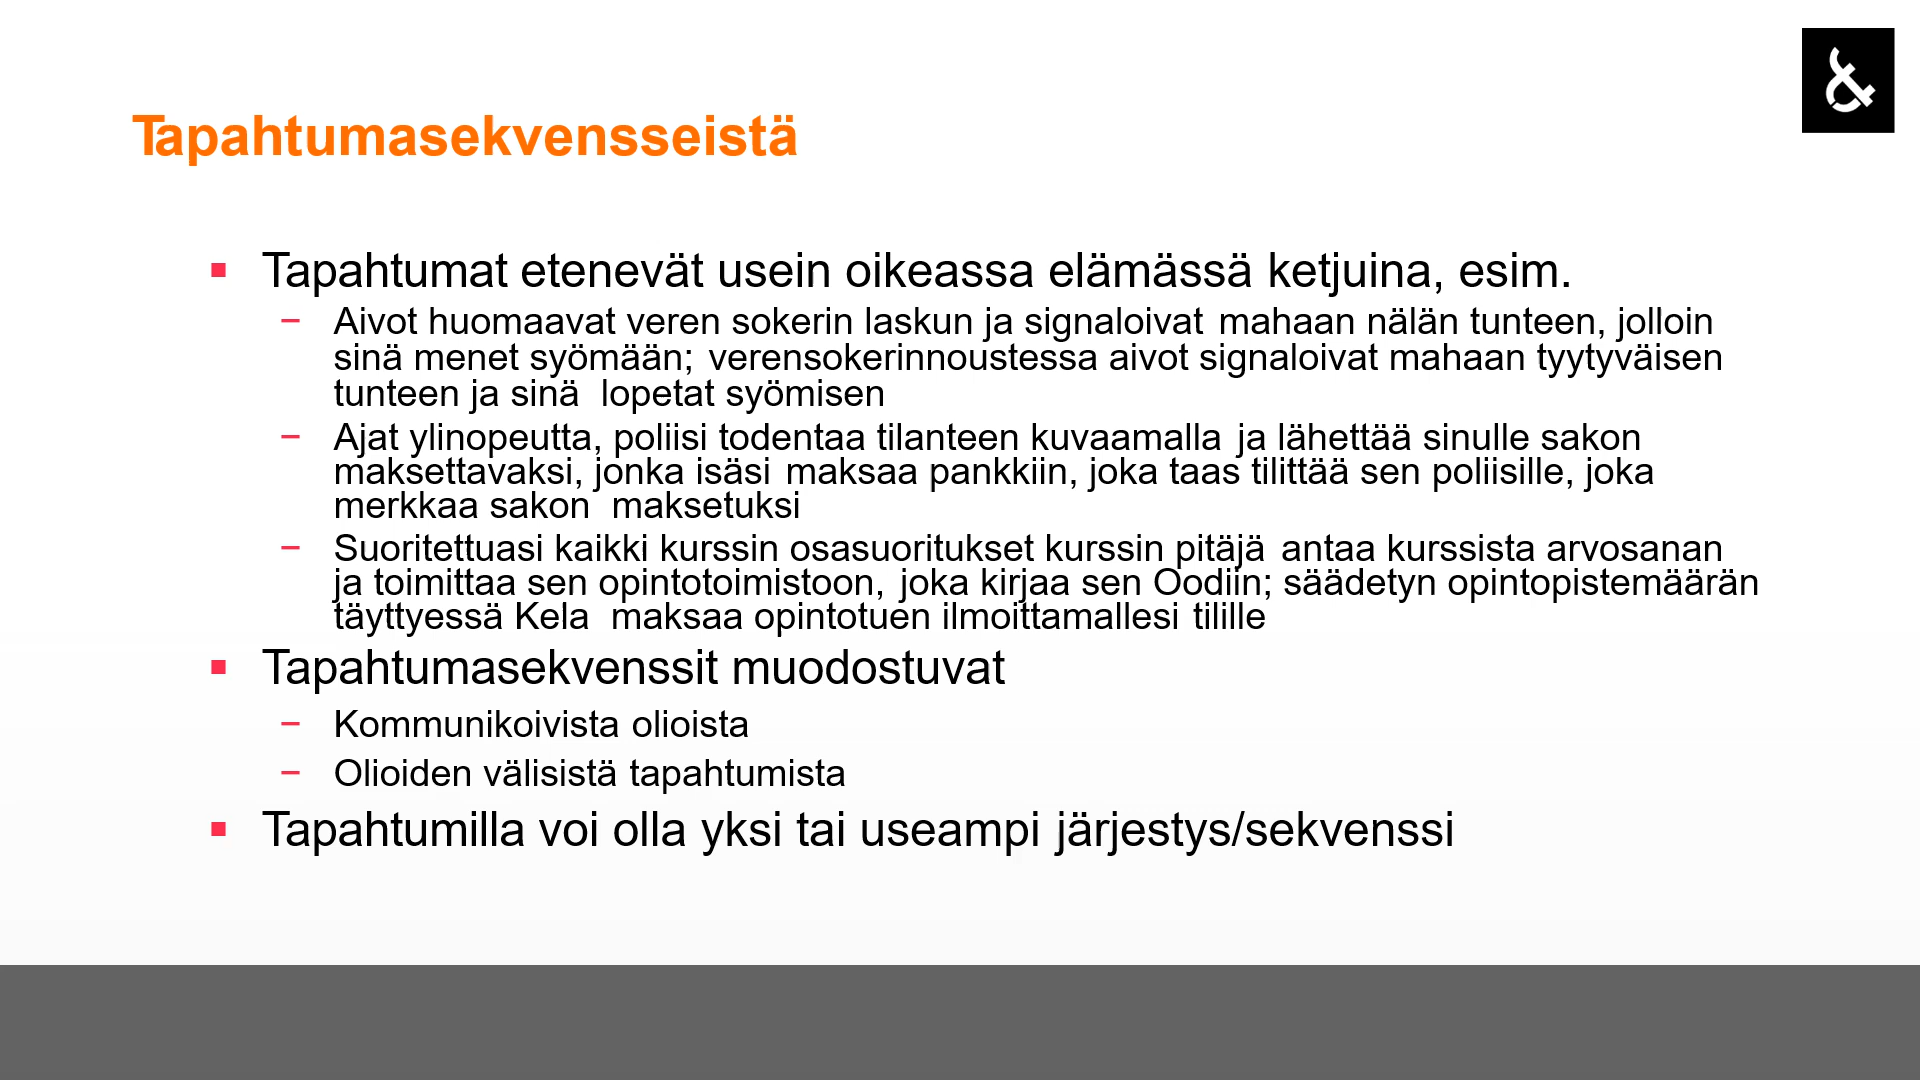 &
Tapahtumasekvensseistä
▪ Tapahtumat etenevät usein oikeassa elämässä ketjuina, esim.
– Aivot huomaavat veren sokerin laskun ja signaloivat mahaan nälän tunteen, jolloin
sinä menet syömään; verensokerinnoustessa aivot signaloivat mahaan tyytyväisen
tunteen ja sinä lopetat syömisen
– Ajat ylinopeutta, poliisi todentaa tilanteen kuvaamalla ja lähettää sinulle sakon
maksettavaksi, jonka isäsi maksaa pankkiin, joka taas tilittää sen poliisille, joka
merkkaa sakon maksetuksi
– Suoritettuasi kaikki kurssin osasuoritukset kurssin pitäjä antaa kurssista arvosanan
ja toimittaa sen opintotoimistoon, joka kirjaa sen Oodiin; säädetyn opintopistemäärän
täyttyessä Kela maksaa opintotuen ilmoittamallesi tilille
▪ Tapahtumasekvenssit muodostuvat
– Kommunikoivista olioista
– Olioiden välisistä tapahtumista
▪ Tapahtumilla voi olla yksi tai useampi järjestys/sekvenssi